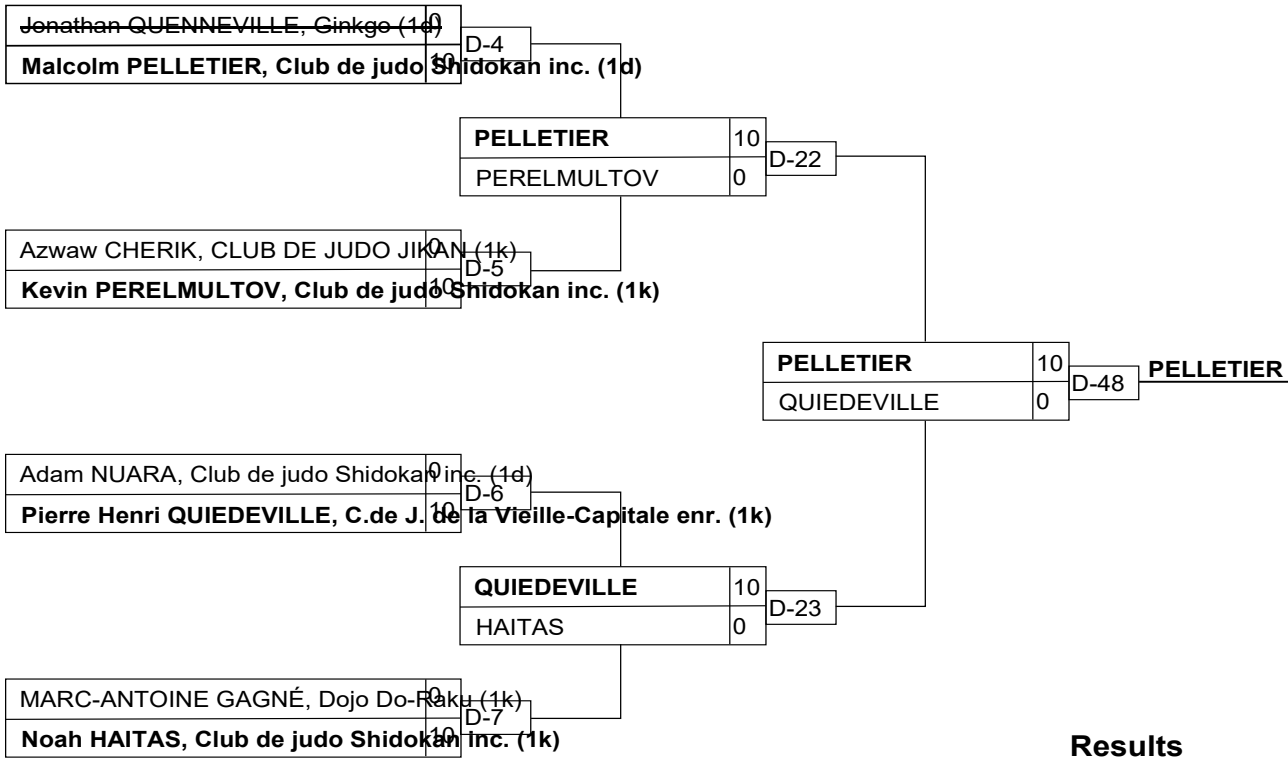 Jonathan QUENNEVILLE, Ginkgo (1d) 0
D-4
Malcolm PELLETIER, Club de judo Shidokan inc. (1d) 10
PELLETIER 10
D-22
PERELMULTOV 0
Azwaw CHERIK, CLUB DE JUDO JIKAN (1k) 0
D-5
Kevin PERELMULTOV, Club de judo Shidokan inc. (1k) 10
PELLETIER 10
D-48 PELLETIER
QUIEDEVILLE 0
Adam NUARA, Club de judo Shidokan inc. (1d) 0
D-6
Pierre Henri QUIEDEVILLE, C.de J. de la Vieille-Capitale enr. (1k) 10
QUIEDEVILLE 10
D-23
HAITAS 0
MARC-ANTOINE GAGNÉ, Dojo Do-Raku (1k) 0
D-7
Noah HAITAS, Club de judo Shidokan inc. (1k) 10
Results